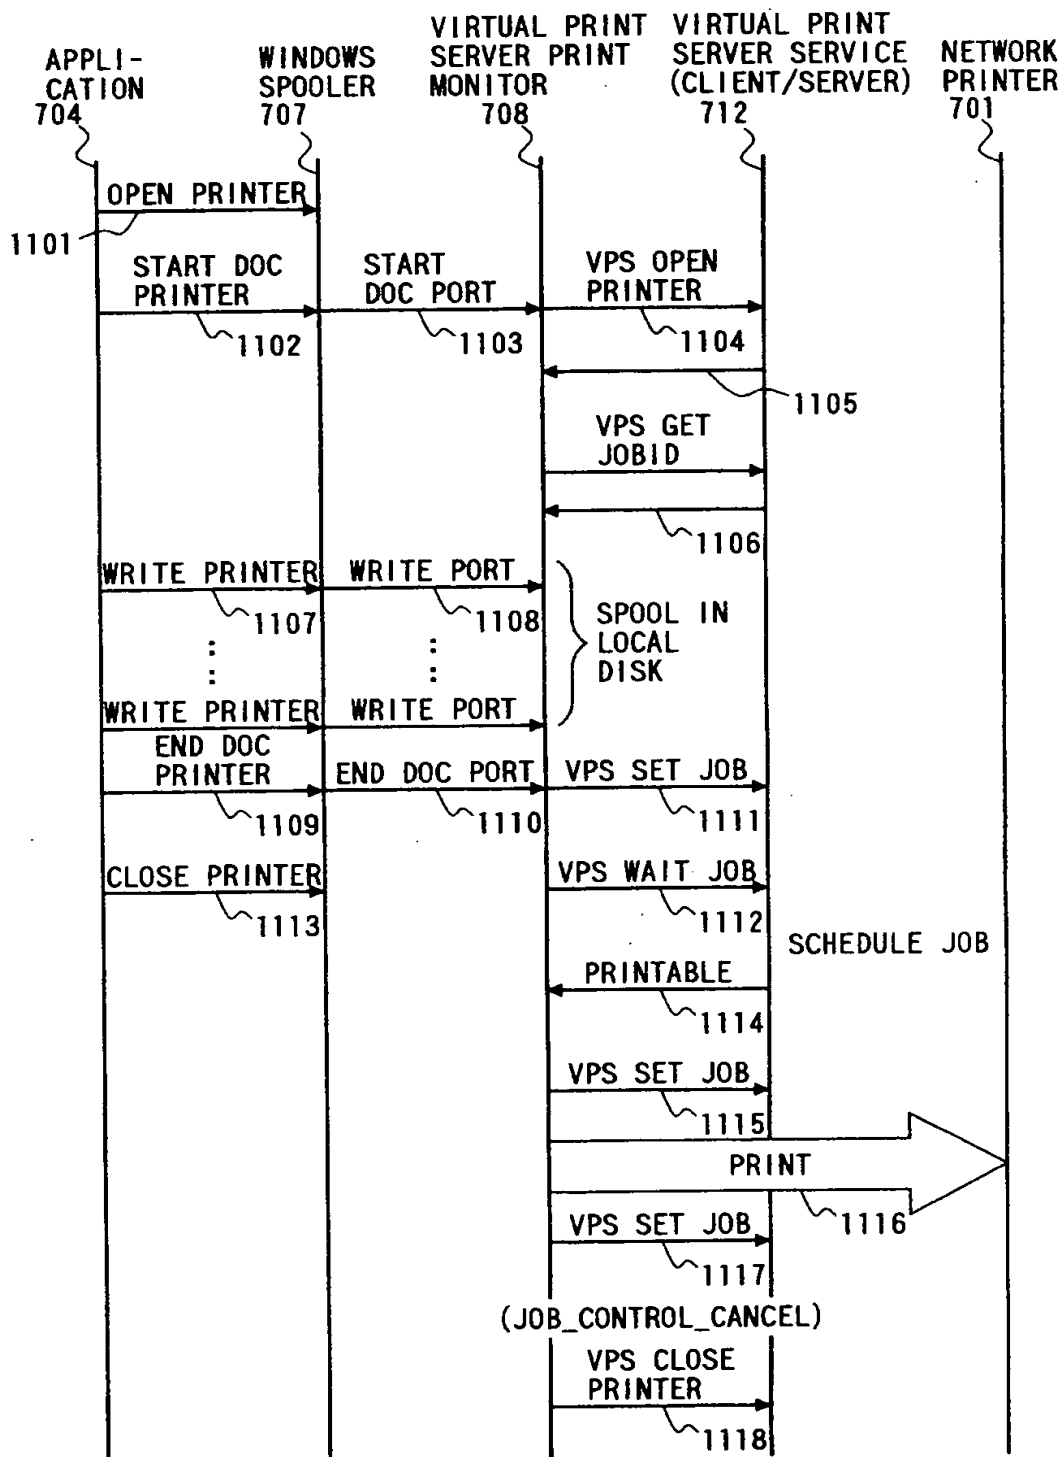 APPLI-
CATION
704
WINDOWS
SPOOLER
707
VIRTUAL PRINT
SERVER PRINT
MONITOR
708
VIRTUAL PRINT
SERVER SERVICE
(CLIENT/SERVER)
712
NETWORK
PRINTER
701
OPEN PRINTER
1101
START DOC
PRINTER
1102
START
DOC PORT
1103
VPS OPEN
PRINTER
1104
1105
VPS GET
JOBID
1106
WRITE PRINTER
1107
WRITE PORT
1108
SPOOL IN
LOCAL
DISK
WRITE PRINTER
WRITE PORT
END DOC
PRINTER
1109
END DOC PORT
1110
VPS SET JOB
1111
CLOSE PRINTER
1113
VPS WAIT JOB
1112
SCHEDULE JOB
PRINTABLE
1114
VPS SET JOB
1115
PRINT
1116
VPS SET JOB
1117
(JOB_CONTROL_CANCEL)
VPS CLOSE
PRINTER
1118